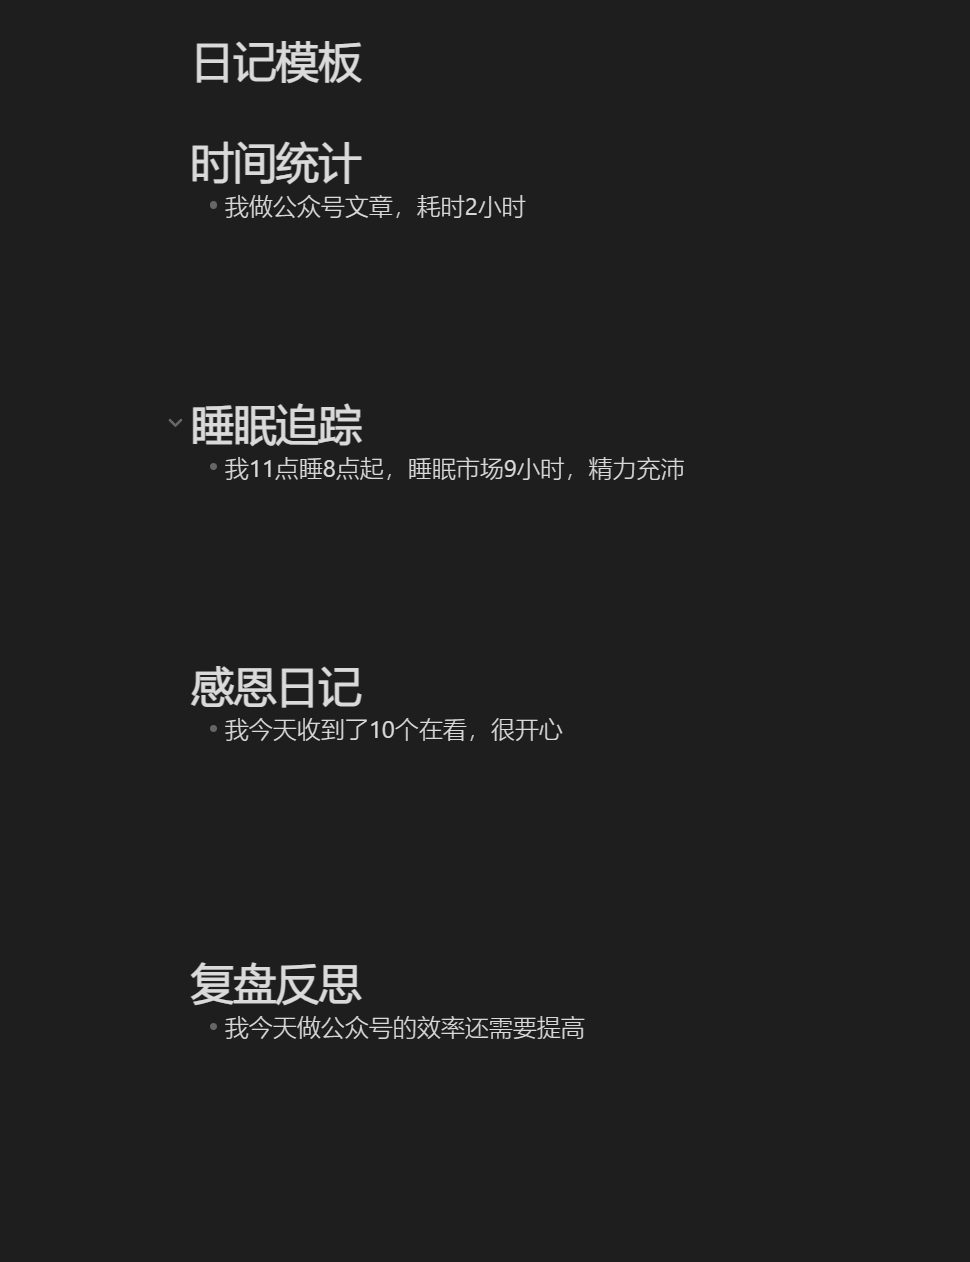 日记模板
时间统计
我做公众号文章，耗时2小时
睡眠追踪
我11点睡8点起，睡眠市场9小时，精力充沛
感恩日记
我今天收到了10个在看，很开心
复盘反思
我今天做公众号的效率还需要提高